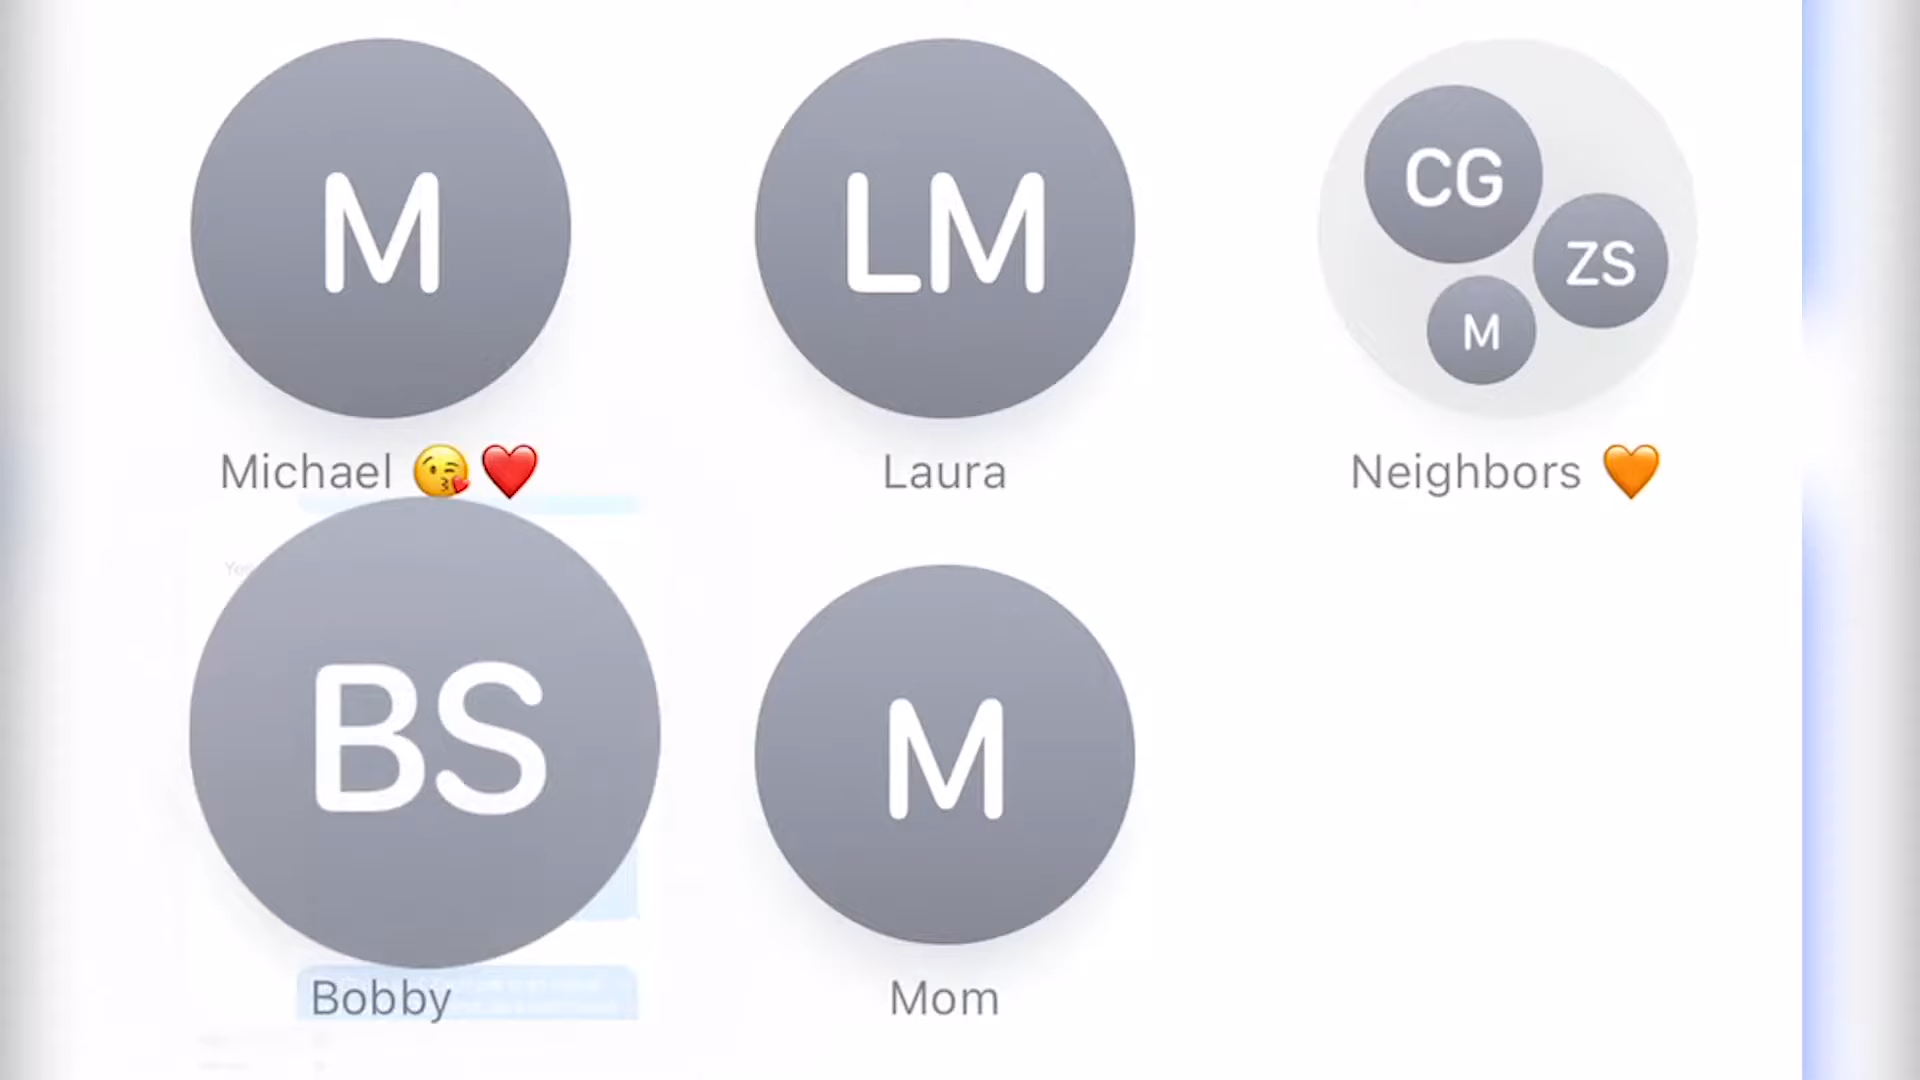 M
LM
CG
ZS
M
Michael 😘❤️
Laura
Neighbors 🧡
BS
M
Bobby
Mom